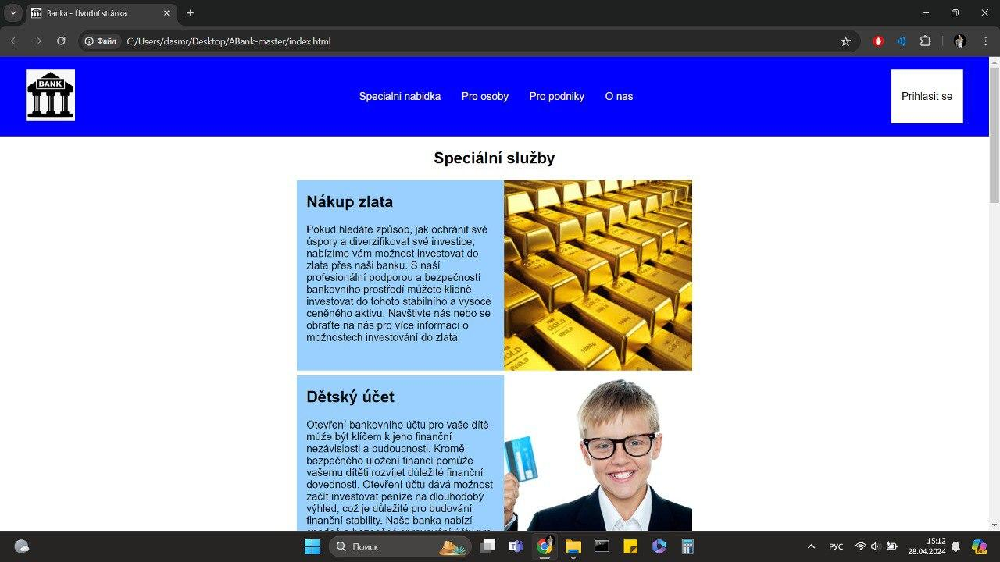 Banka - Úvodní stránka
Файл
C:/Users/dasmr/Desktop/ABank-master/index.html
BANK
Specialni nabidka
Pro osoby
Pro podniky
O nas
Prihlasit se
Speciální služby
Nákup zlata
Pokud hledáte způsob, jak ochránit své
úspory a diverzifikovat své investice,
nabízíme vám možnost investovat do
zlata přes naši banku. S naší
profesionální podporou a bezpečností
bankovního prostředí můžete klidně
investovat do tohoto stabilního a vysoce
ceněného aktivu. Navštivte nás nebo se
obraťte na nás pro více informací o
možnostech investování do zlata
GOLD
999.9
1000g
Dětský účet
Otevření bankovního účtu pro vaše dítě
může být klíčem k jeho finanční
nezávislosti a budoucnosti. Kromě
bezpečného uložení financí pomůže
vašemu dítěti rozvíjet důležité finanční
dovednosti. Otevření účtu dává možnost
začít investovat peníze na dlouhodobý
výhled, což je důležité pro budování
finanční stability. Naše banka nabízí
Поиск
РУС
15:12
28.04.2024